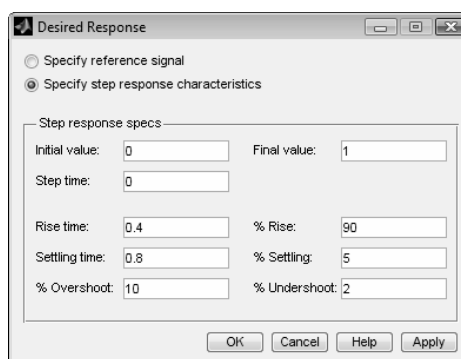 Desired Response
Specify reference signal
Specify step response characteristics
Step response specs
Initial value: 0 Final value: 1
Step time: 0
Rise time: 0.4 % Rise: 90
Settling time: 0.8 % Settling: 5
% Overshoot: 10 % Undershoot: 2
OK Cancel Help Apply